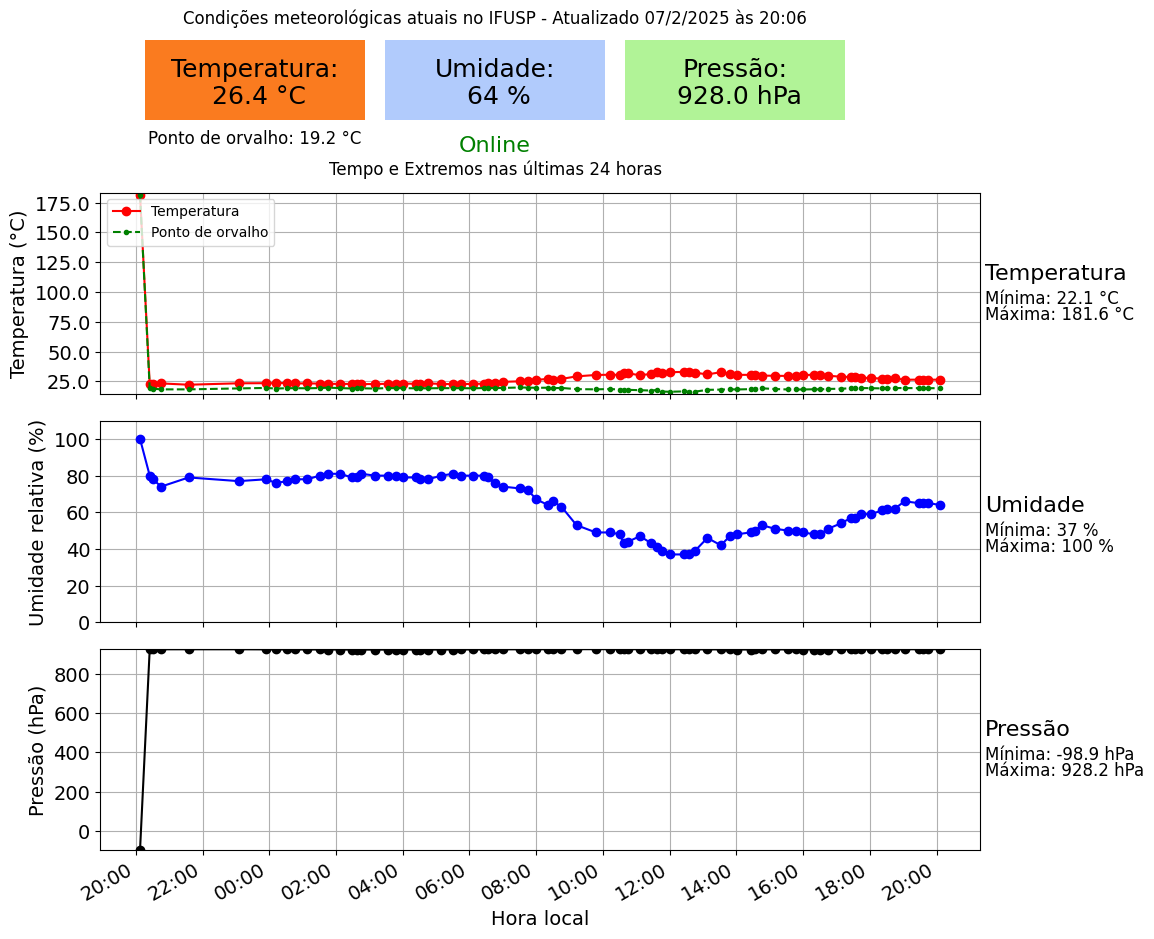 Condições meteorológicas atuais no IFUSP - Atualizado 07/2/2025 às 20:06
Temperatura:
26.4 °C
Umidade:
64 %
Pressão:
928.0 hPa
Ponto de orvalho: 19.2 °C
Online
Tempo e Extremos nas últimas 24 horas
Temperatura (°C)
175.0
150.0
125.0
100.0
75.0
50.0
25.0
Temperatura
Ponto de orvalho
Temperatura
Mínima: 22.1 °C
Máxima: 181.6 °C
Umidade relativa (%)
100
80
60
40
20
0
Umidade
Mínima: 37 %
Máxima: 100 %
Pressão (hPa)
800
600
400
200
0
Pressão
Mínima: -98.9 hPa
Máxima: 928.2 hPa
20:00
22:00
00:00
02:00
04:00
06:00
08:00
10:00
12:00
14:00
16:00
18:00
20:00
Hora local